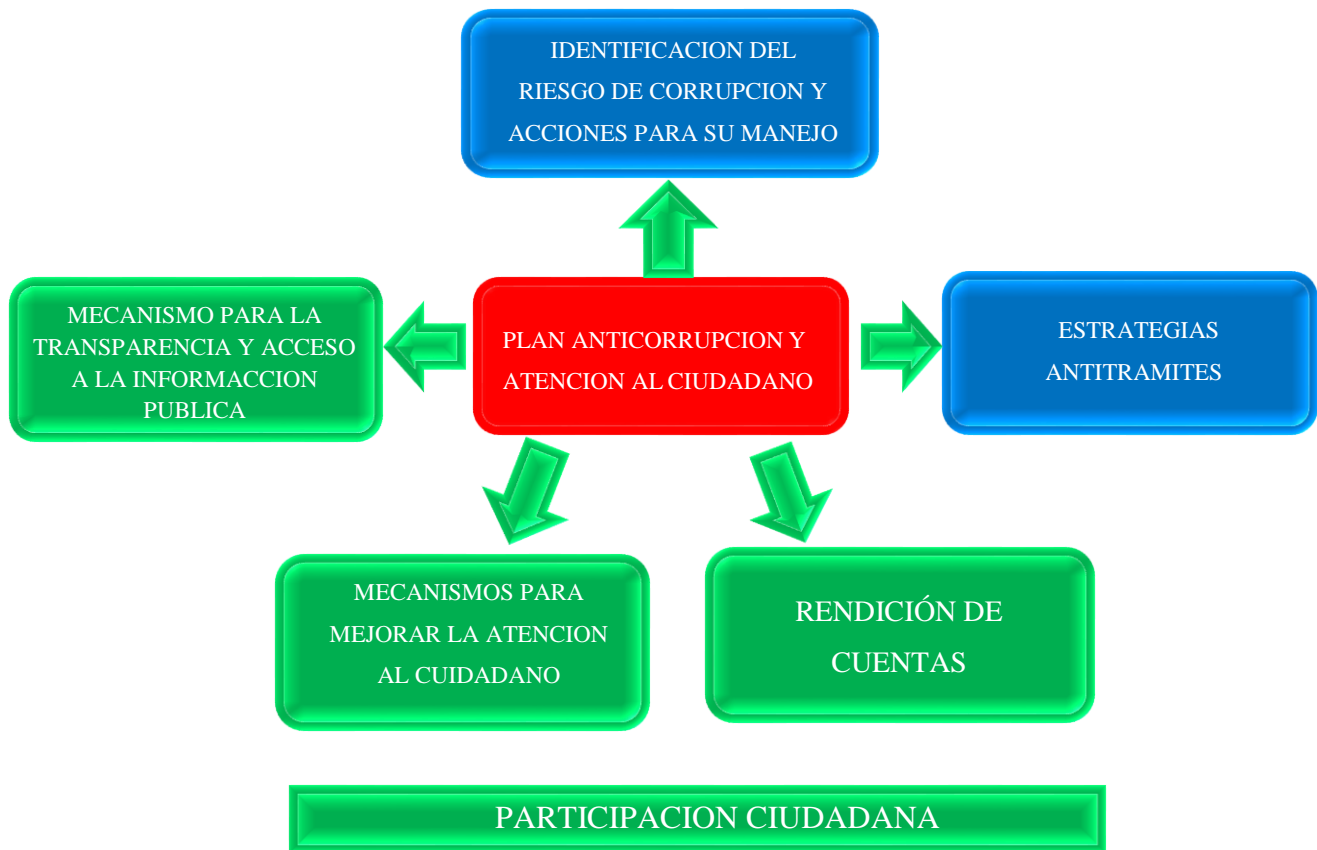 IDENTIFICACION DEL
RIESGO DE CORRUPCION Y
ACCIONES PARA SU MANEJO
MECANISMO PARA LA
TRANSPARENCIA Y ACCESO
A LA INFORMACCION
PUBLICA
PLAN ANTICORRUPCION Y
ATENCION AL CIUDADANO
ESTRATEGIAS
ANTITRAMITES
MECANISMOS PARA
MEJORAR LA ATENCION
AL CUIDADANO
RENDICIÓN DE
CUENTAS
PARTICIPACION CIUDADANA